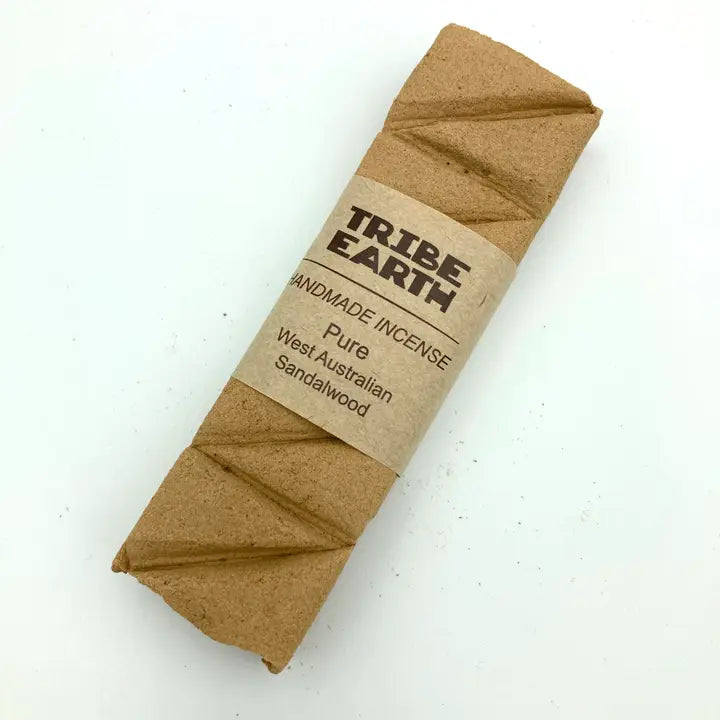 TRIBE
EARTH
HANDMADE INCENSE
Pure
West Australian
Sandalwood